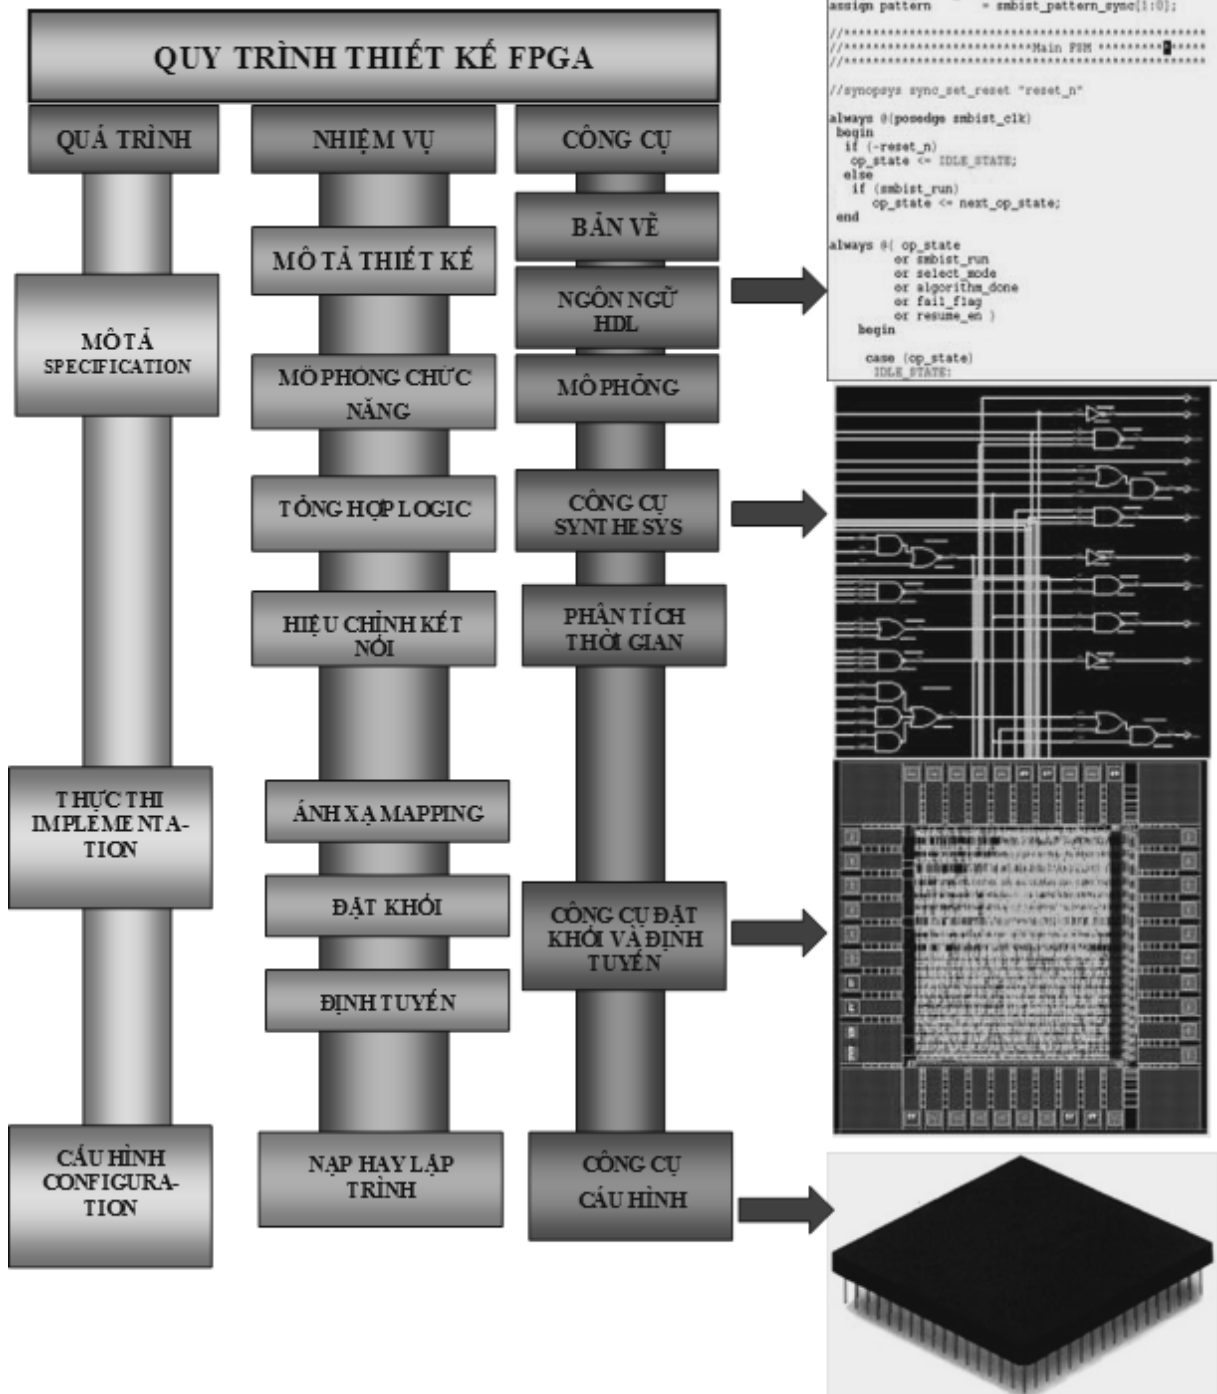 QUY TRÌNH THIẾT KẾ FPGA
QUÁ TRÌNH
NHIỆM VỤ
CÔNG CỤ
MÔ TẢ
SPECIFICATION
THỰC THI
IMPLEMENTA-
TION
CẤU HÌNH
CONFIGURA-
TION
MÔ TẢ THIẾT KẾ
MÔ PHỎNG CHỨC
NĂNG
TỔNG HỢP LOGIC
HIỆU CHỈNH KẾT
NỐI
ÁNH XẠ MAPPING
ĐẶT KHỐI
ĐỊNH TUYẾN
NẠP HAY LẬP
TRÌNH
BẢN VẼ
NGÔN NGỮ
HDL
MÔ PHỎNG
CÔNG CỤ
SYNTHESYS
PHÂN TÍCH
THỜI GIAN
CÔNG CỤ ĐẶT
KHỐI VÀ ĐỊNH
TUYẾN
CÔNG CỤ
CẤU HÌNH
assign pattern = smbist_pattern_sync[1:0];
Main FSM
//synopsys sync_set_reset "reset_n"
always @(posedge smbist_clk)
begin
if (~reset_n)
op_state <= IDLE_STATE;
else
if (smbist_run)
op_state <= next_op_state;
end
always @( op_state
or smbist_run
or select_mode
or algorithm_done
or fail_flag
or resume_en )
begin
case (op_state)
IDLE_STATE: